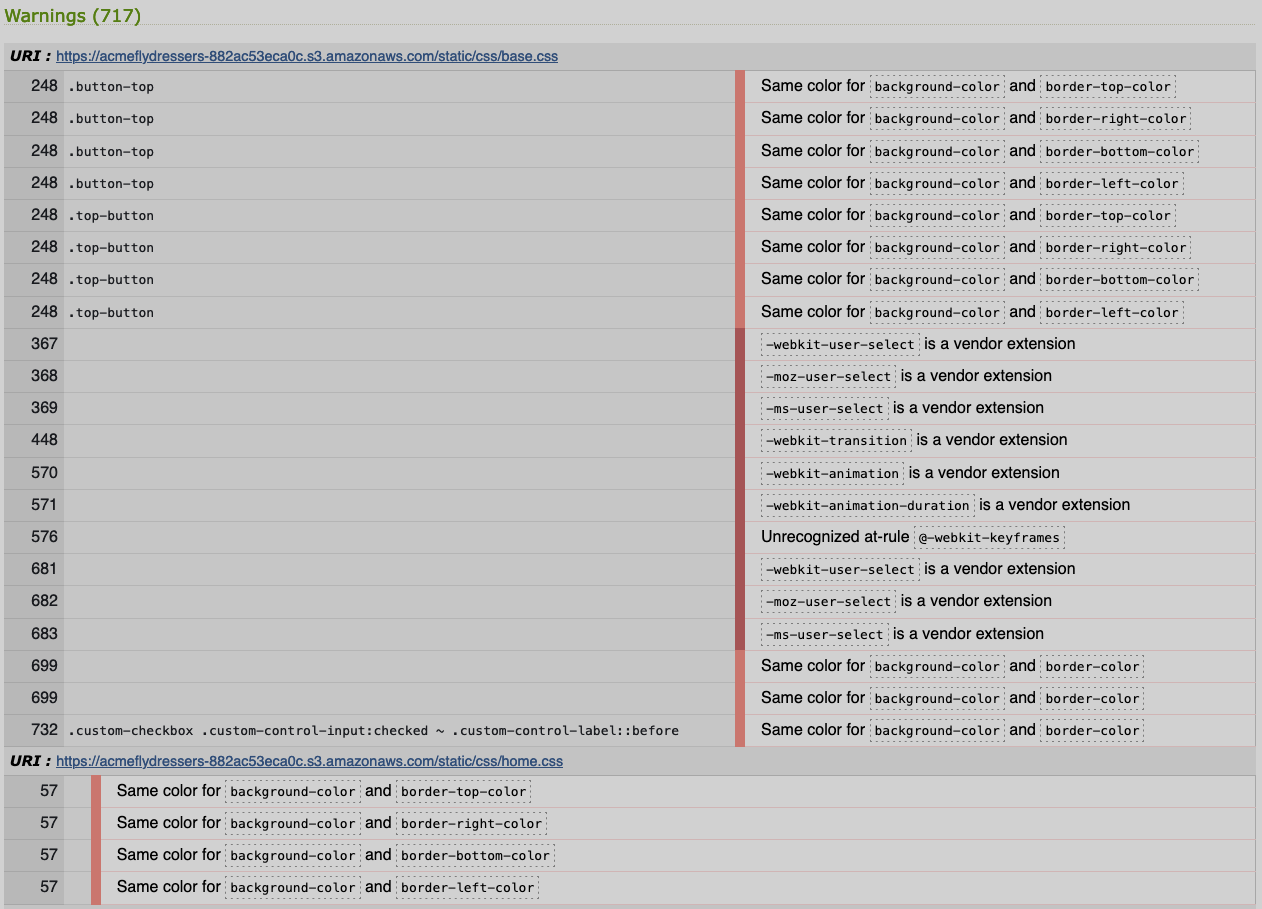 Warnings (717)
URI : https://acmeflydressers-882ac53eca0c.s3.amazonaws.com/static/css/base.css
248 .button-top Same color for background-color and border-top-color
248 .button-top Same color for background-color and border-right-color
248 .button-top Same color for background-color and border-bottom-color
248 .button-top Same color for background-color and border-left-color
248 .top-button Same color for background-color and border-top-color
248 .top-button Same color for background-color and border-right-color
248 .top-button Same color for background-color and border-bottom-color
248 .top-button Same color for background-color and border-left-color
367 -webkit-user-select is a vendor extension
368 -moz-user-select is a vendor extension
369 -ms-user-select is a vendor extension
448 -webkit-transition is a vendor extension
570 -webkit-animation is a vendor extension
571 -webkit-animation-duration is a vendor extension
576 Unrecognized at-rule @-webkit-keyframes
681 -webkit-user-select is a vendor extension
682 -moz-user-select is a vendor extension
683 -ms-user-select is a vendor extension
699 Same color for background-color and border-color
699 Same color for background-color and border-color
732 .custom-checkbox .custom-control-input:checked ~ .custom-control-label::before Same color for background-color and border-color
URI : https://acmeflydressers-882ac53eca0c.s3.amazonaws.com/static/css/home.css
57 Same color for background-color and border-top-color
57 Same color for background-color and border-right-color
57 Same color for background-color and border-bottom-color
57 Same color for background-color and border-left-color